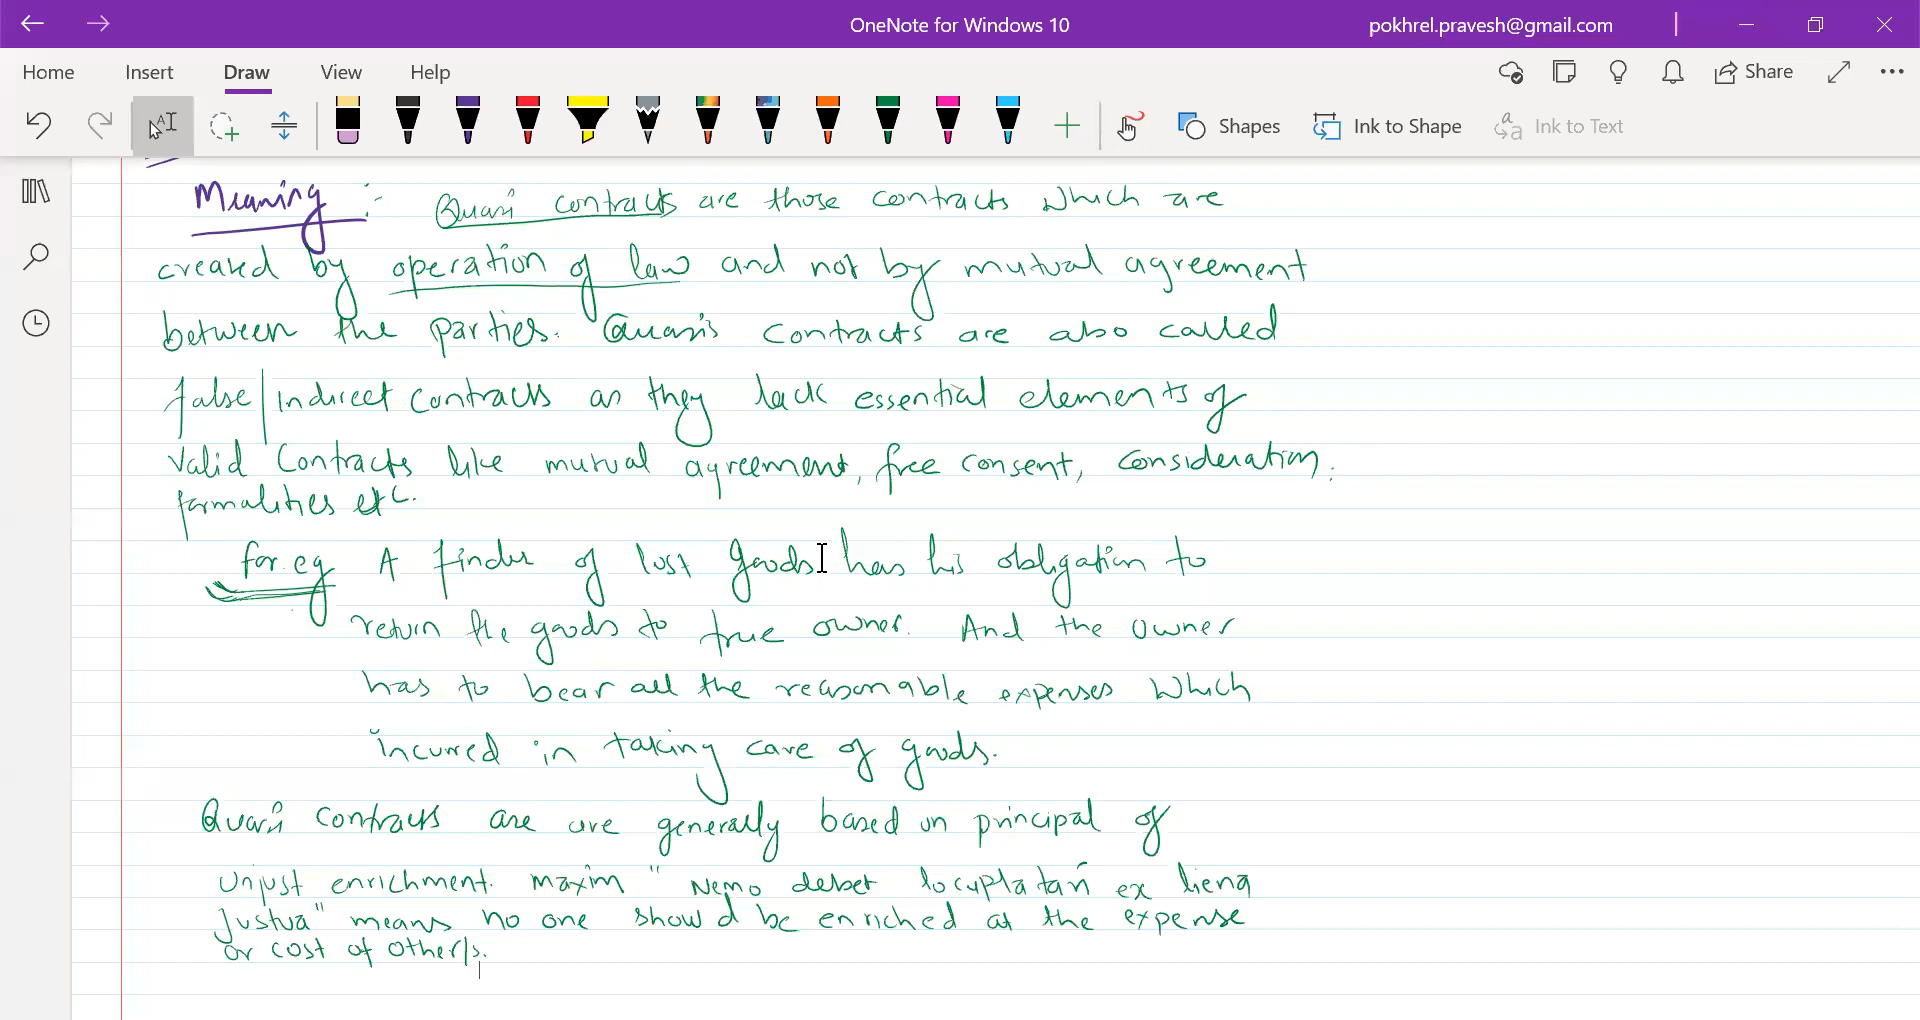 OneNote for Windows 10
pokhrel.pravesh@gmail.com
Home Insert Draw View Help
Share
Shapes Ink to Shape Ink to Text
Meaning :- Quasi contracts are those contracts which are
created by operation of law and not by mutual agreement
between the parties. Quasis contracts are also called
false/indirect contracts as they lack essential elements of
valid contracts like mutual agreement, free consent, consideration,
formalities etc.
for.eg A finder of lost goods has his obligation to
return the goods to true owner. And the owner
has to bear all the reasonable expenses which
incurred in taking care of goods.
Quasi contracts are are generally based on principal of
Unjust enrichment. maxim "Nemo debet locuplatari ex liena
Justua" means no one should be enriched at the expense
or cost of other/s.